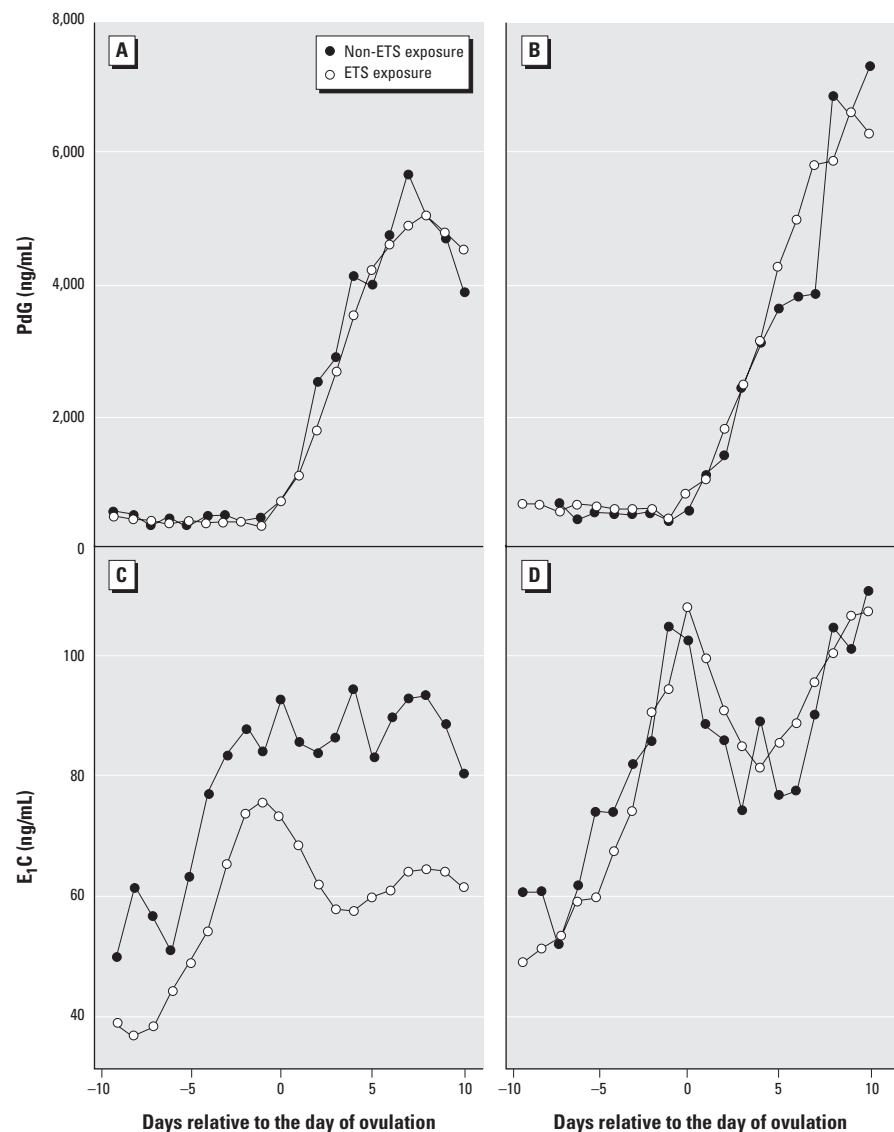 8,000
A
Non-ETS exposure
ETS exposure
B
6,000
PdG (ng/mL)
4,000
2,000
0
C
D
100
80
E₁C (ng/mL)
60
40
–10 –5 0 5 10
–10 –5 0 5 10
Days relative to the day of ovulation
Days relative to the day of ovulation